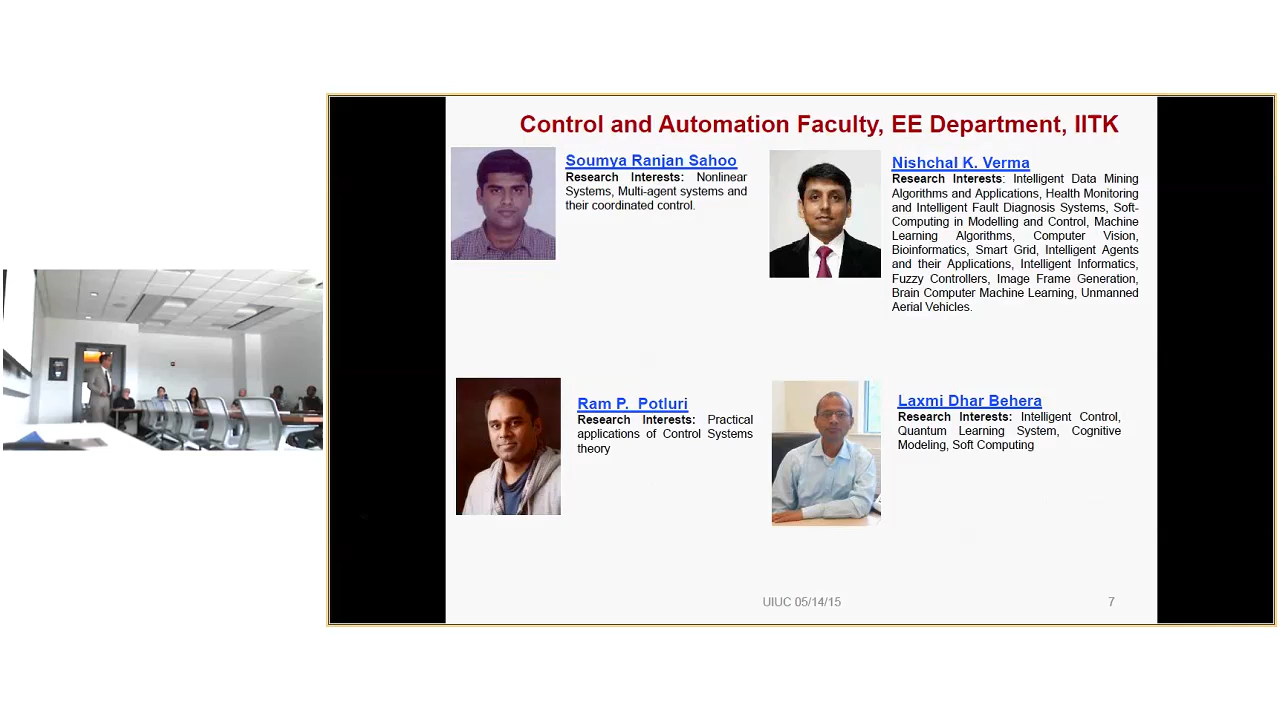 Control and Automation Faculty, EE Department, IITK
Soumya Ranjan Sahoo
Research Interests: Nonlinear
Systems, Multi-agent systems and
their coordinated control.
Nishchal K. Verma
Research Interests: Intelligent Data Mining
Algorithms and Applications, Health Monitoring
and Intelligent Fault Diagnosis Systems, Soft-
Computing in Modelling and Control, Machine
Learning Algorithms, Computer Vision,
Bioinformatics, Smart Grid, Intelligent Agents
and their Applications, Intelligent Informatics,
Fuzzy Controllers, Image Frame Generation,
Brain Computer Machine Learning, Unmanned
Aerial Vehicles.
Ram P. Potluri
Research Interests: Practical
applications of Control Systems
theory
Laxmi Dhar Behera
Research Interests: Intelligent Control,
Quantum Learning System, Cognitive
Modeling, Soft Computing
UIUC 05/14/15
7